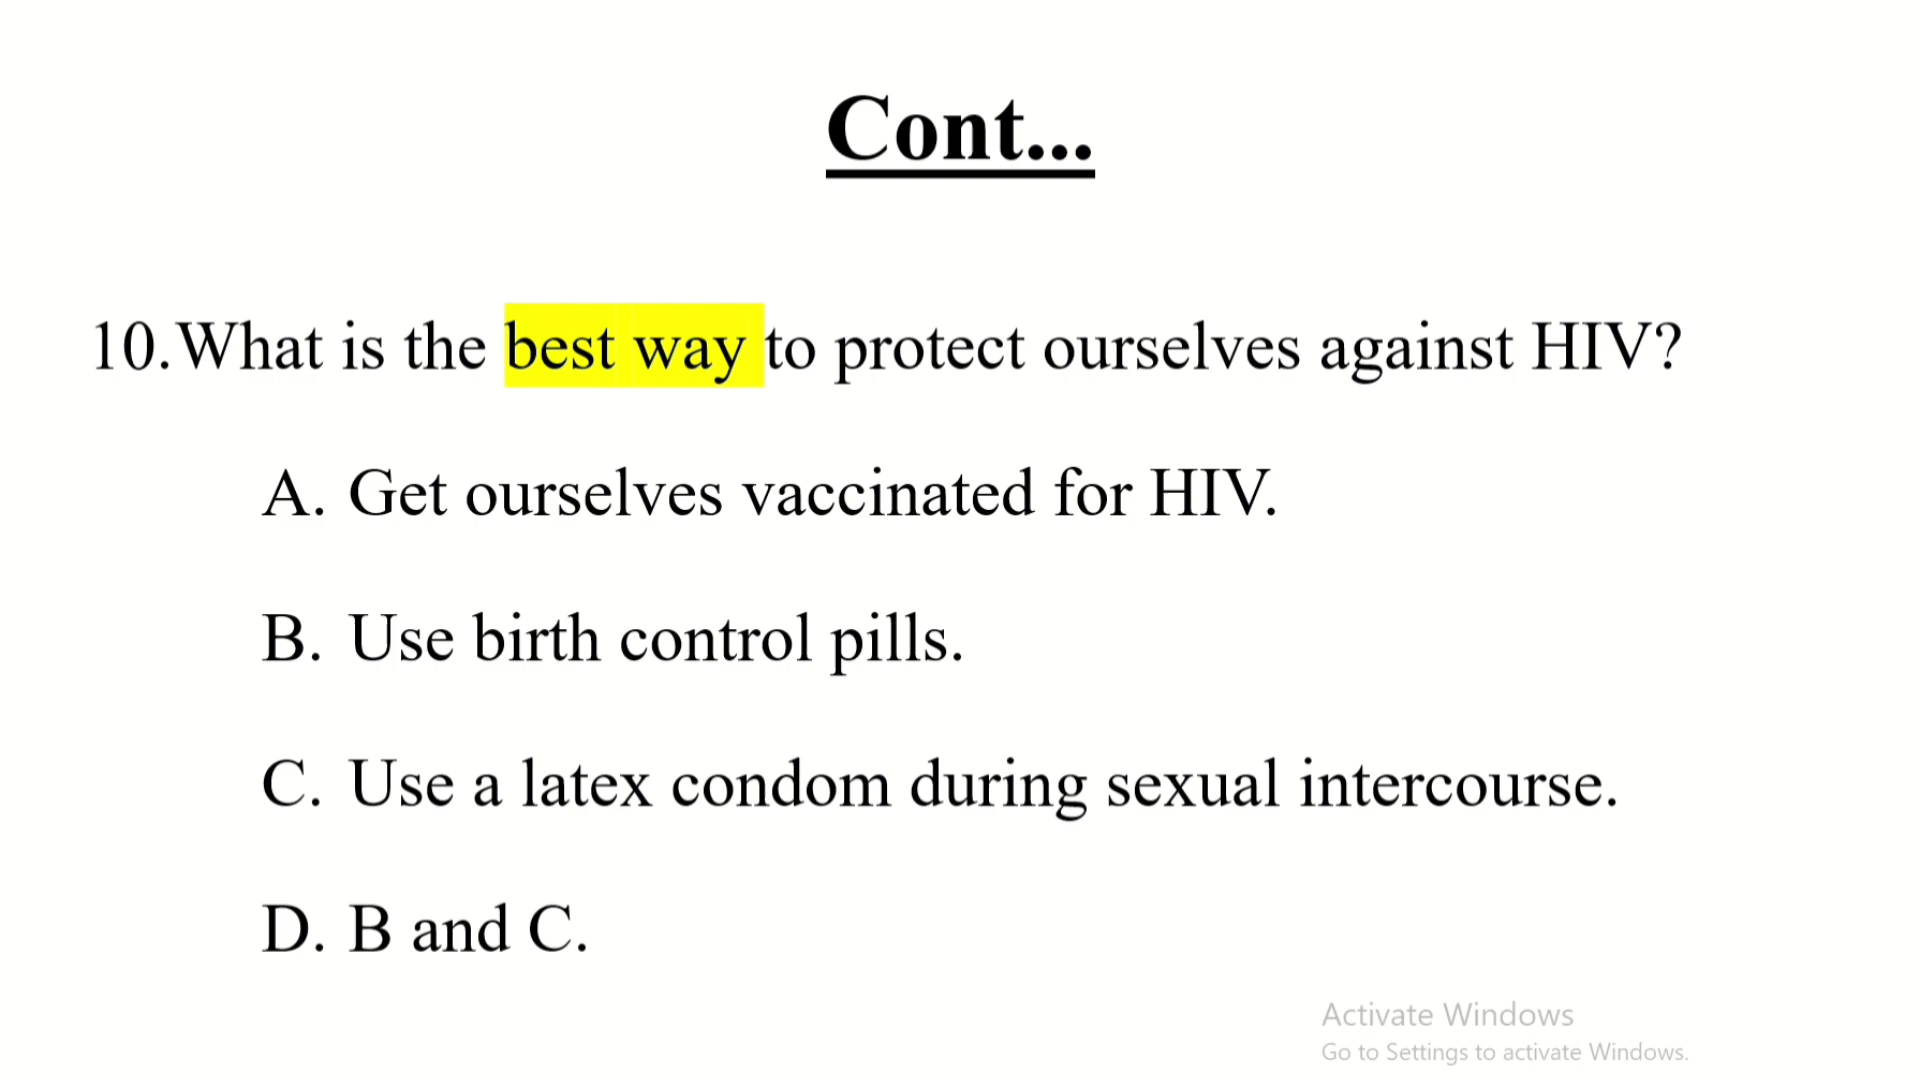 Cont...
10.What is the best way to protect ourselves against HIV?
A. Get ourselves vaccinated for HIV.
B. Use birth control pills.
C. Use a latex condom during sexual intercourse.
D. B and C.
Activate Windows
Go to Settings to activate Windows.